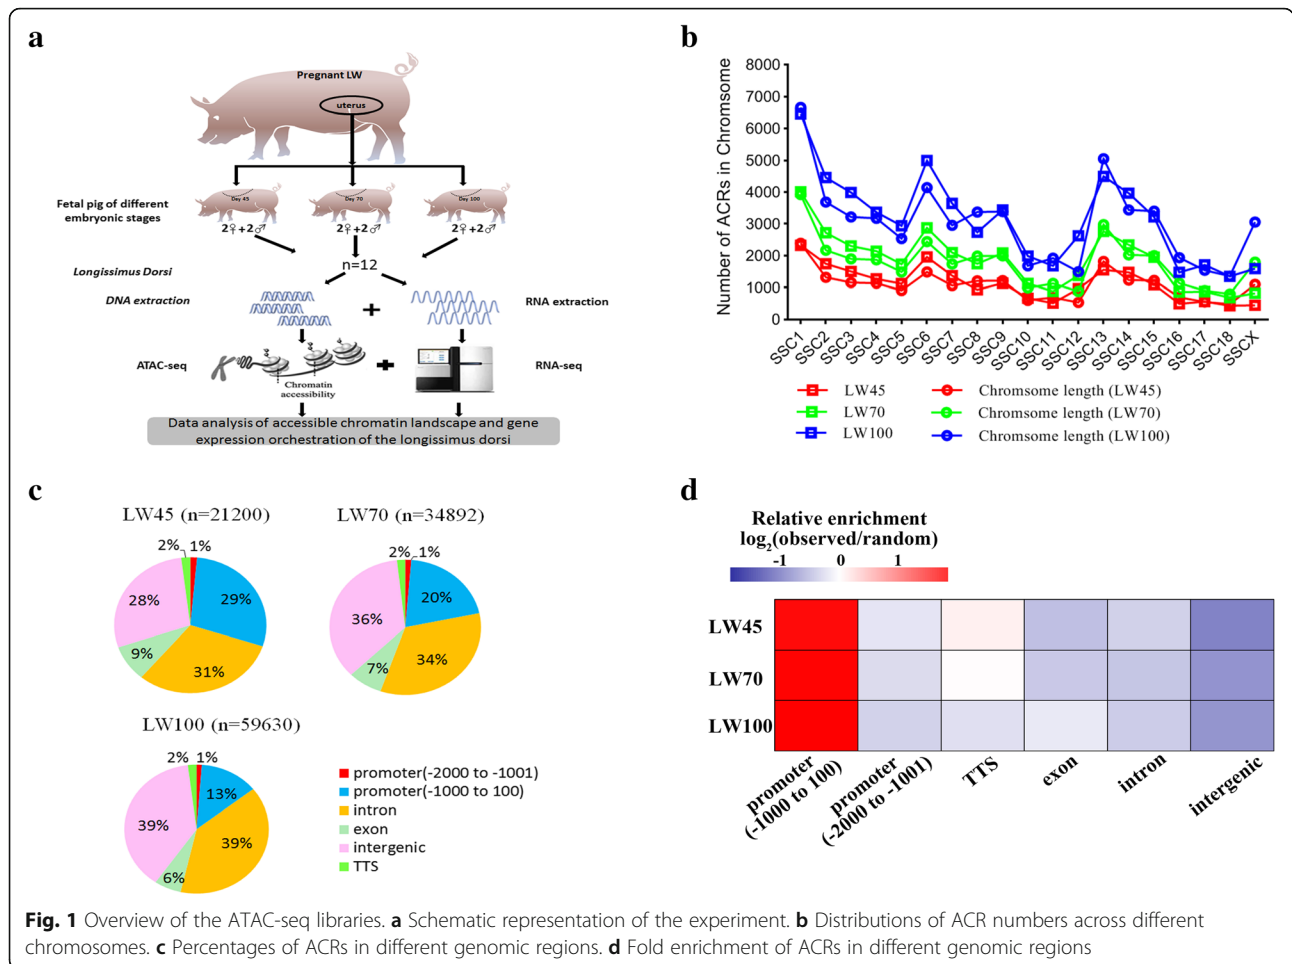 a
Pregnant LW
uterus
Fetal pig of different
embryonic stages
Day 45
Day 70
Day 100
2♀+2♂
2♀+2♂
2♀+2♂
n=12
Longissimus Dorsi
DNA extraction
+
RNA extraction
ATAC-seq
+
RNA-seq
Chromatin
accessibility
Data analysis of accessible chromatin landscape and gene
expression orchestration of the longissimus dorsi
b
Number of ACRs in Chromsome
8000
7000
6000
5000
4000
3000
2000
1000
0
SSC1
SSC2
SSC3
SSC4
SSC5
SSC6
SSC7
SSC8
SSC9
SSC10
SSC11
SSC12
SSC13
SSC14
SSC15
SSC16
SSC17
SSC18
SSCX
LW45
LW70
LW100
Chromsome length (LW45)
Chromsome length (LW70)
Chromsome length (LW100)
c
LW45 (n=21200)
2%
1%
29%
31%
9%
28%
LW70 (n=34892)
2%
1%
20%
34%
7%
36%
LW100 (n=59630)
2%
1%
13%
39%
6%
39%
promoter(-2000 to -1001)
promoter(-1000 to 100)
intron
exon
intergenic
TTS
d
Relative enrichment
log2(observed/random)
-1 0 1
LW45
LW70
LW100
promoter
(-1000 to 100)
promoter
(-2000 to -1001)
TTS
exon
intron
intergenic
Fig. 1 Overview of the ATAC-seq libraries. a Schematic representation of the experiment. b Distributions of ACR numbers across different
chromosomes. c Percentages of ACRs in different genomic regions. d Fold enrichment of ACRs in different genomic regions